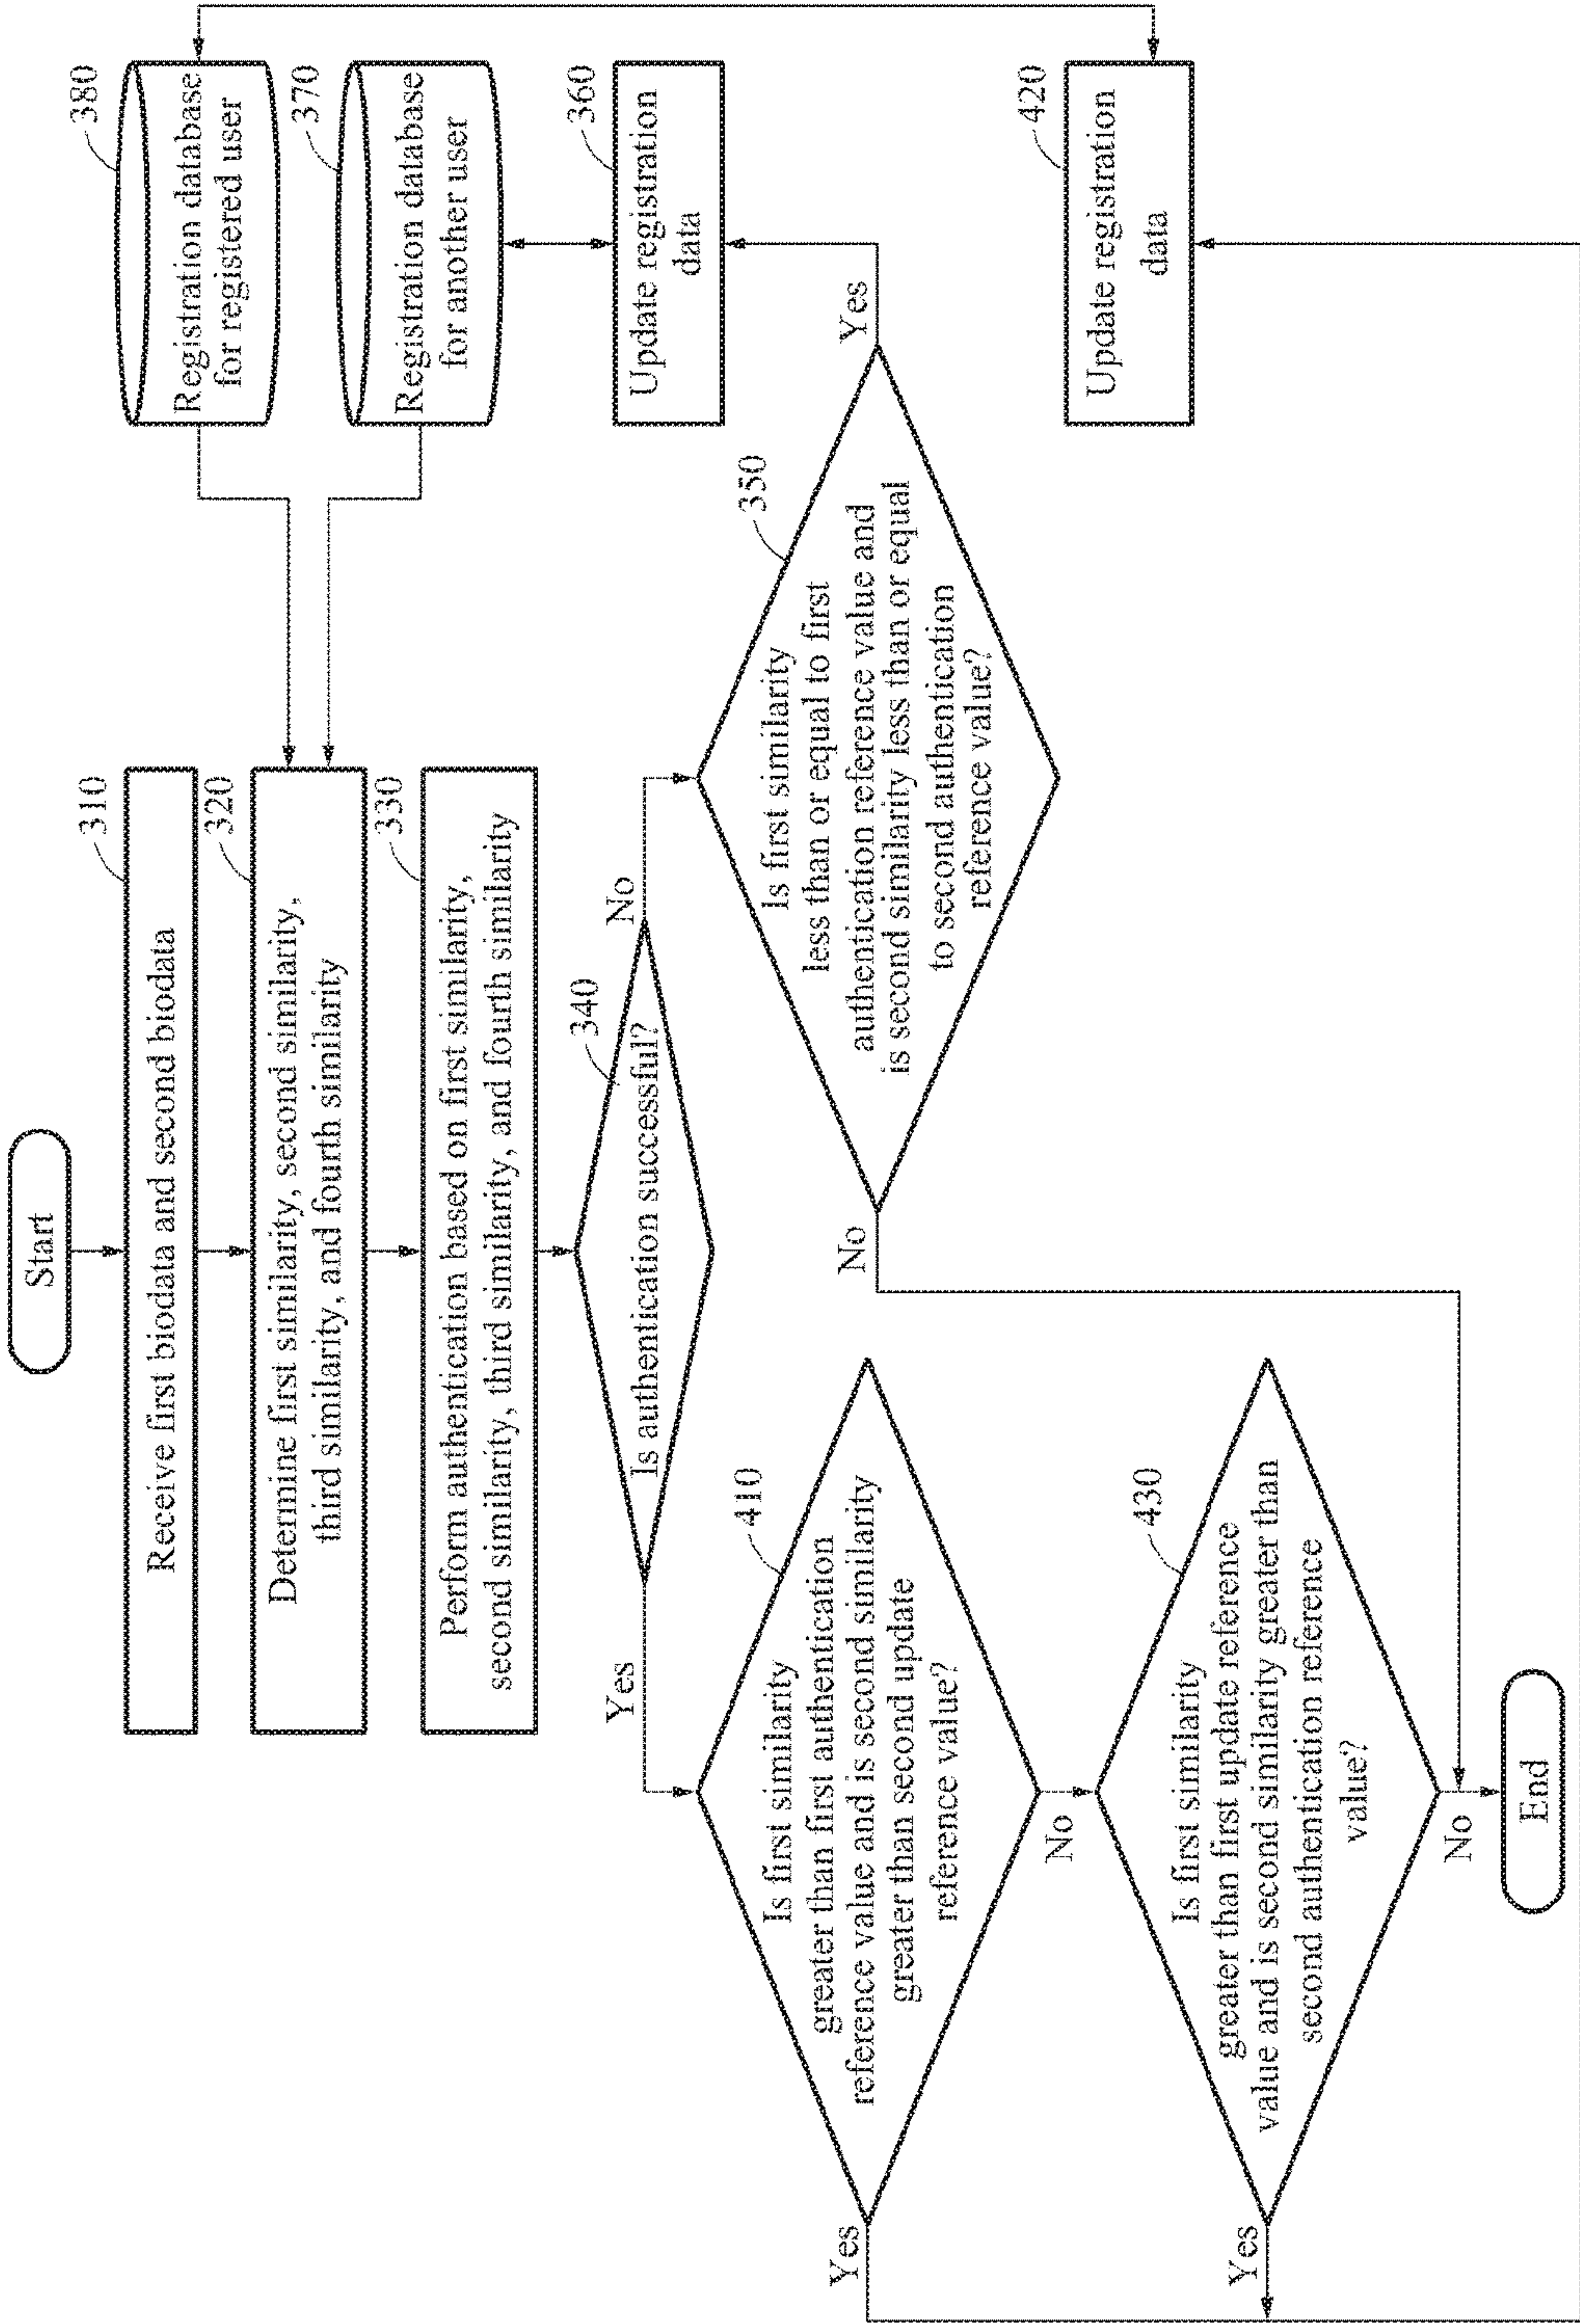 Start
310
Receive first biodata and second biodata
320
Determine first similarity, second similarity,
third similarity, and fourth similarity
330
Perform authentication based on first similarity,
second similarity, third similarity, and fourth similarity
340
Is authentication successful?
Yes
No
410
Is first similarity
greater than first authentication
reference value and is second similarity
greater than second update
reference value?
Yes
No
430
Is first similarity
greater than first update reference
value and is second similarity greater than
second authentication reference
value?
Yes
No
End
350
Is first similarity
less than or equal to first
authentication reference value and
is second similarity less than or equal
to second authentication
reference value?
No
Yes
380
Registration database
for registered user
370
Registration database
for another user
360
Update registration
data
420
Update registration
data